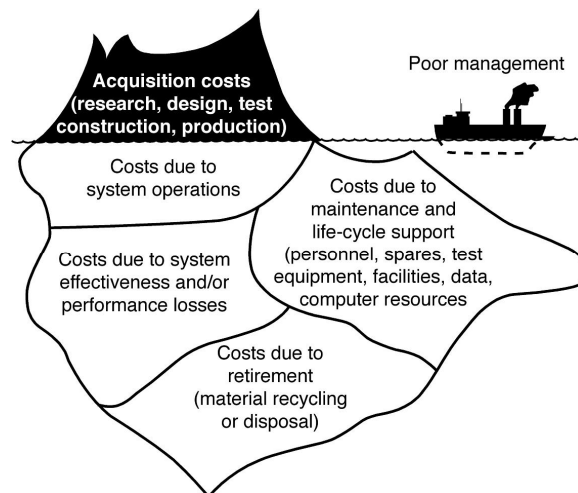 Acquisition costs
(research, design, test
construction, production)
Poor management
Costs due to
system operations
Costs due to
maintenance and
life-cycle support
(personnel, spares, test
equipment, facilities, data,
computer resources
Costs due to system
effectiveness and/or
performance losses
Costs due to
retirement
(material recycling
or disposal)